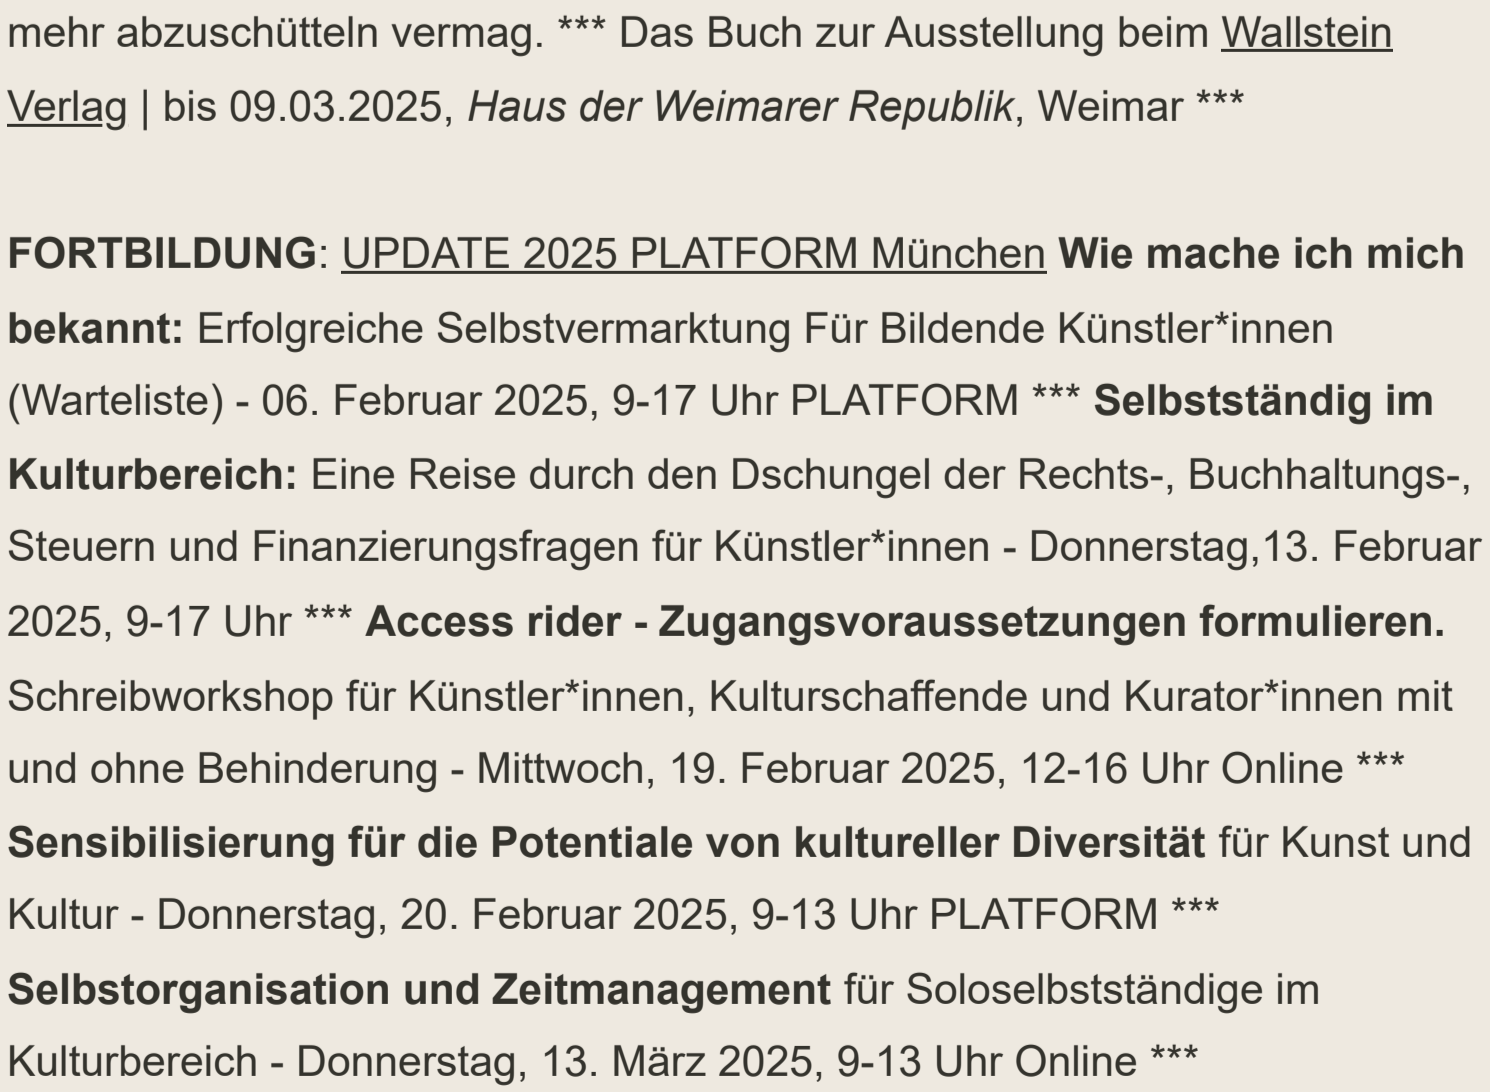 mehr abzuschütteln vermag. *** Das Buch zur Ausstellung beim Wallstein
Verlag | bis 09.03.2025, Haus der Weimarer Republik, Weimar ***
FORTBILDUNG: UPDATE 2025 PLATFORM München Wie mache ich mich
bekannt: Erfolgreiche Selbstvermarktung Für Bildende Künstler*innen
(Warteliste) - 06. Februar 2025, 9-17 Uhr PLATFORM *** Selbstständig im
Kulturbereich: Eine Reise durch den Dschungel der Rechts-, Buchhaltungs-,
Steuern und Finanzierungsfragen für Künstler*innen - Donnerstag,13. Februar
2025, 9-17 Uhr *** Access rider - Zugangsvoraussetzungen formulieren.
Schreibworkshop für Künstler*innen, Kulturschaffende und Kurator*innen mit
und ohne Behinderung - Mittwoch, 19. Februar 2025, 12-16 Uhr Online ***
Sensibilisierung für die Potentiale von kultureller Diversität für Kunst und
Kultur - Donnerstag, 20. Februar 2025, 9-13 Uhr PLATFORM ***
Selbstorganisation und Zeitmanagement für Soloselbstständige im
Kulturbereich - Donnerstag, 13. März 2025, 9-13 Uhr Online ***